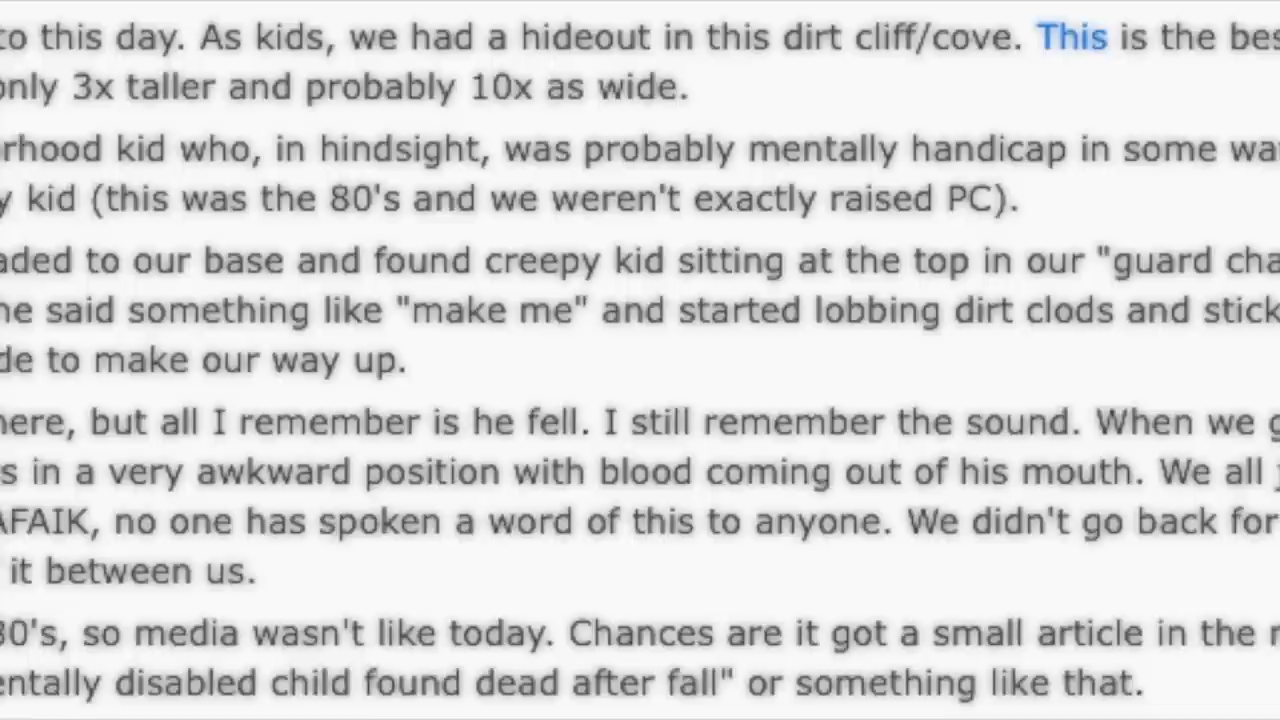 to this day. As kids, we had a hideout in this dirt cliff/cove. This is the bes
only 3x taller and probably 10x as wide.
rhood kid who, in hindsight, was probably mentally handicap in some wa
y kid (this was the 80's and we weren't exactly raised PC).
aded to our base and found creepy kid sitting at the top in our "guard cha
he said something like "make me" and started lobbing dirt clods and stick
de to make our way up.
here, but all I remember is he fell. I still remember the sound. When we g
s in a very awkward position with blood coming out of his mouth. We all j
AFAIK, no one has spoken a word of this to anyone. We didn't go back for
it between us.
80's, so media wasn't like today. Chances are it got a small article in the n
entally disabled child found dead after fall" or something like that.